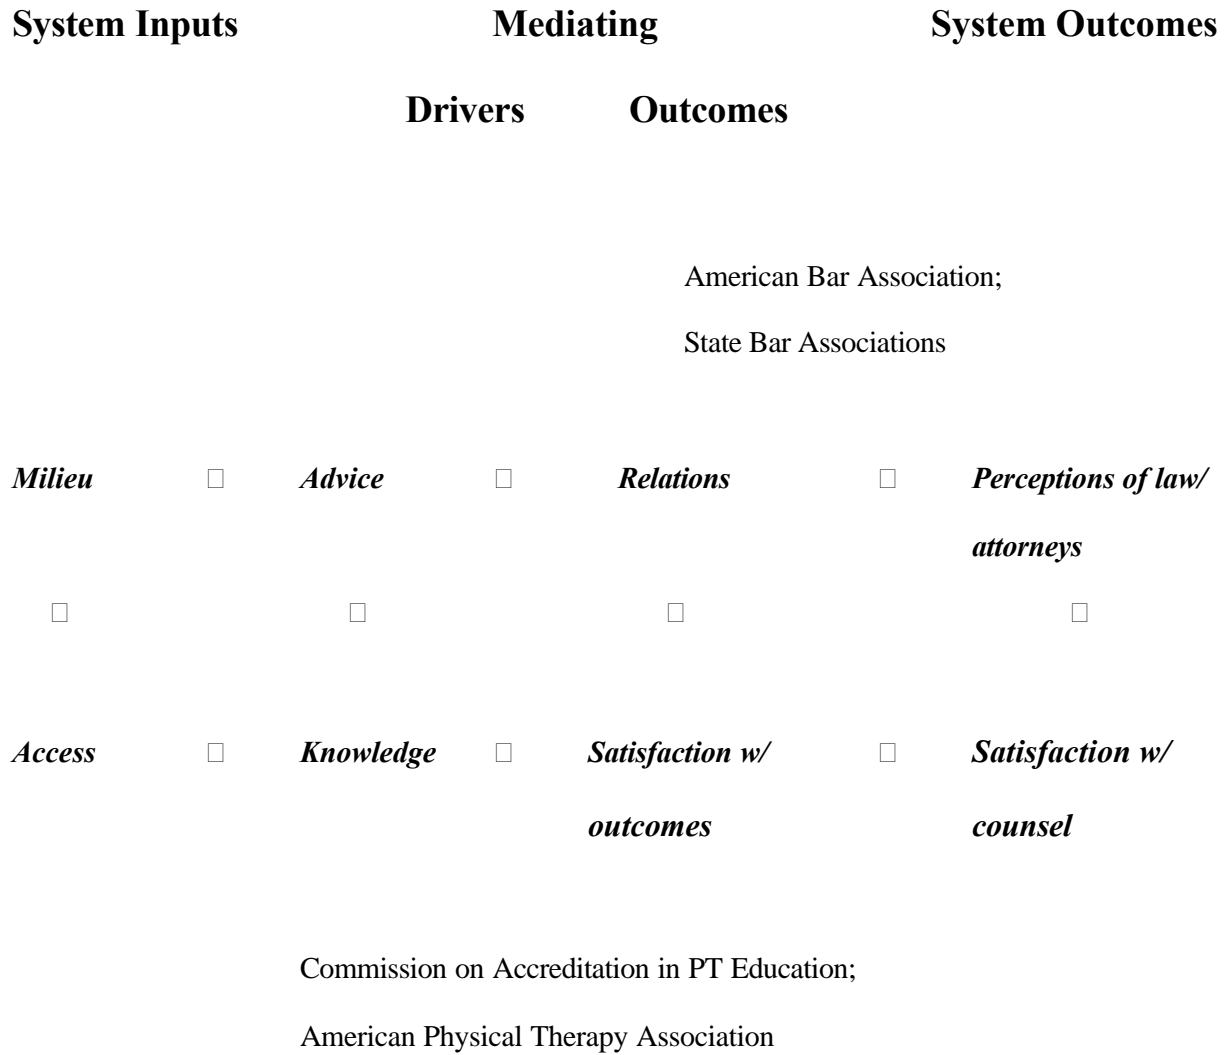 System Inputs Mediating System Outcomes
Drivers Outcomes
American Bar Association;
State Bar Associations
Milieu □ Advice □ Relations □ Perceptions of law/
attorneys
□ □ □ □
Access □ Knowledge □ Satisfaction w/ □ Satisfaction w/
outcomes counsel
Commission on Accreditation in PT Education;
American Physical Therapy Association